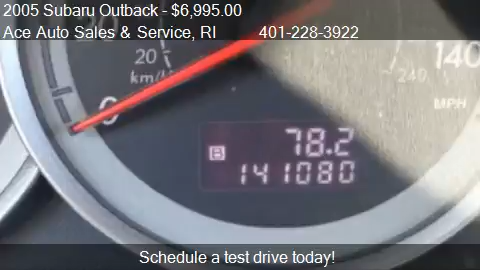 2005 Subaru Outback - $6,995.00
Ace Auto Sales & Service, RI 401-228-3922
20
km/h
0
240
140
MPH
B 78.2
141080
Schedule a test drive today!